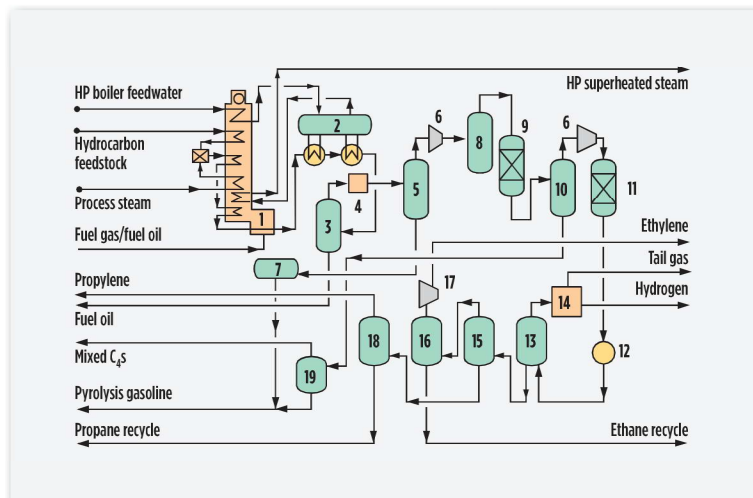 HP boiler feedwater
Hydrocarbon
feedstock
Process steam
Fuel gas/fuel oil
Propylene
Fuel oil
Mixed C₄s
Pyrolysis gasoline
Propane recycle
1
2
3
4
5
6
7
8
9
6
10
11
HP superheated steam
Ethylene
Tail gas
Hydrogen
17
14
12
18
16
15
13
19
Ethane recycle